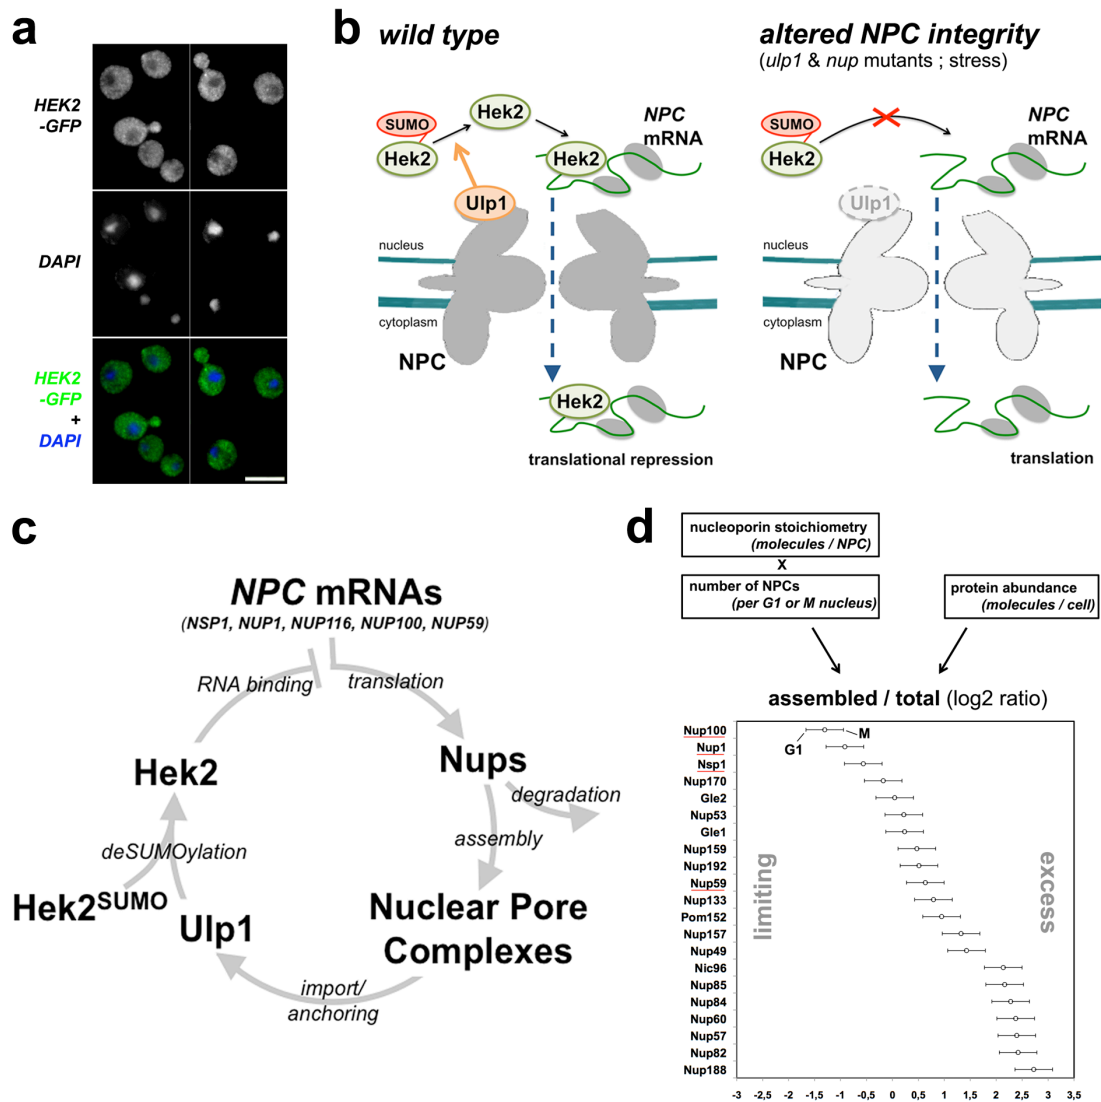 a
HEK2
-GFP
DAPI
HEK2
-GFP
+
DAPI
b
wild type
SUMO
Hek2
Hek2
Hek2
NPC
mRNA
Ulp1
nucleus
cytoplasm
NPC
Hek2
translational repression
altered NPC integrity
(ulp1 & nup mutants ; stress)
SUMO
Hek2
NPC
mRNA
Ulp1
nucleus
cytoplasm
NPC
translation
c
NPC mRNAs
(NSP1, NUP1, NUP116, NUP100, NUP59)
RNA binding
translation
Hek2
Nups
degradation
deSUMOylation
assembly
Hek2SUMO
Ulp1
Nuclear Pore
Complexes
import/
anchoring
d
nucleoporin stoichiometry
(molecules / NPC)
x
number of NPCs
(per G1 or M nucleus)
protein abundance
(molecules / cell)
assembled / total (log2 ratio)
Nup100
Nup1
Nsp1
Nup170
Gle2
Nup53
Gle1
Nup159
Nup192
Nup59
Nup133
Pom152
Nup157
Nup49
Nic96
Nup85
Nup84
Nup60
Nup57
Nup82
Nup188
G1
M
limiting
excess
-3 -2,5 -2 -1,5 -1 -0,5 0 0,5 1 1,5 2 2,5 3 3,5